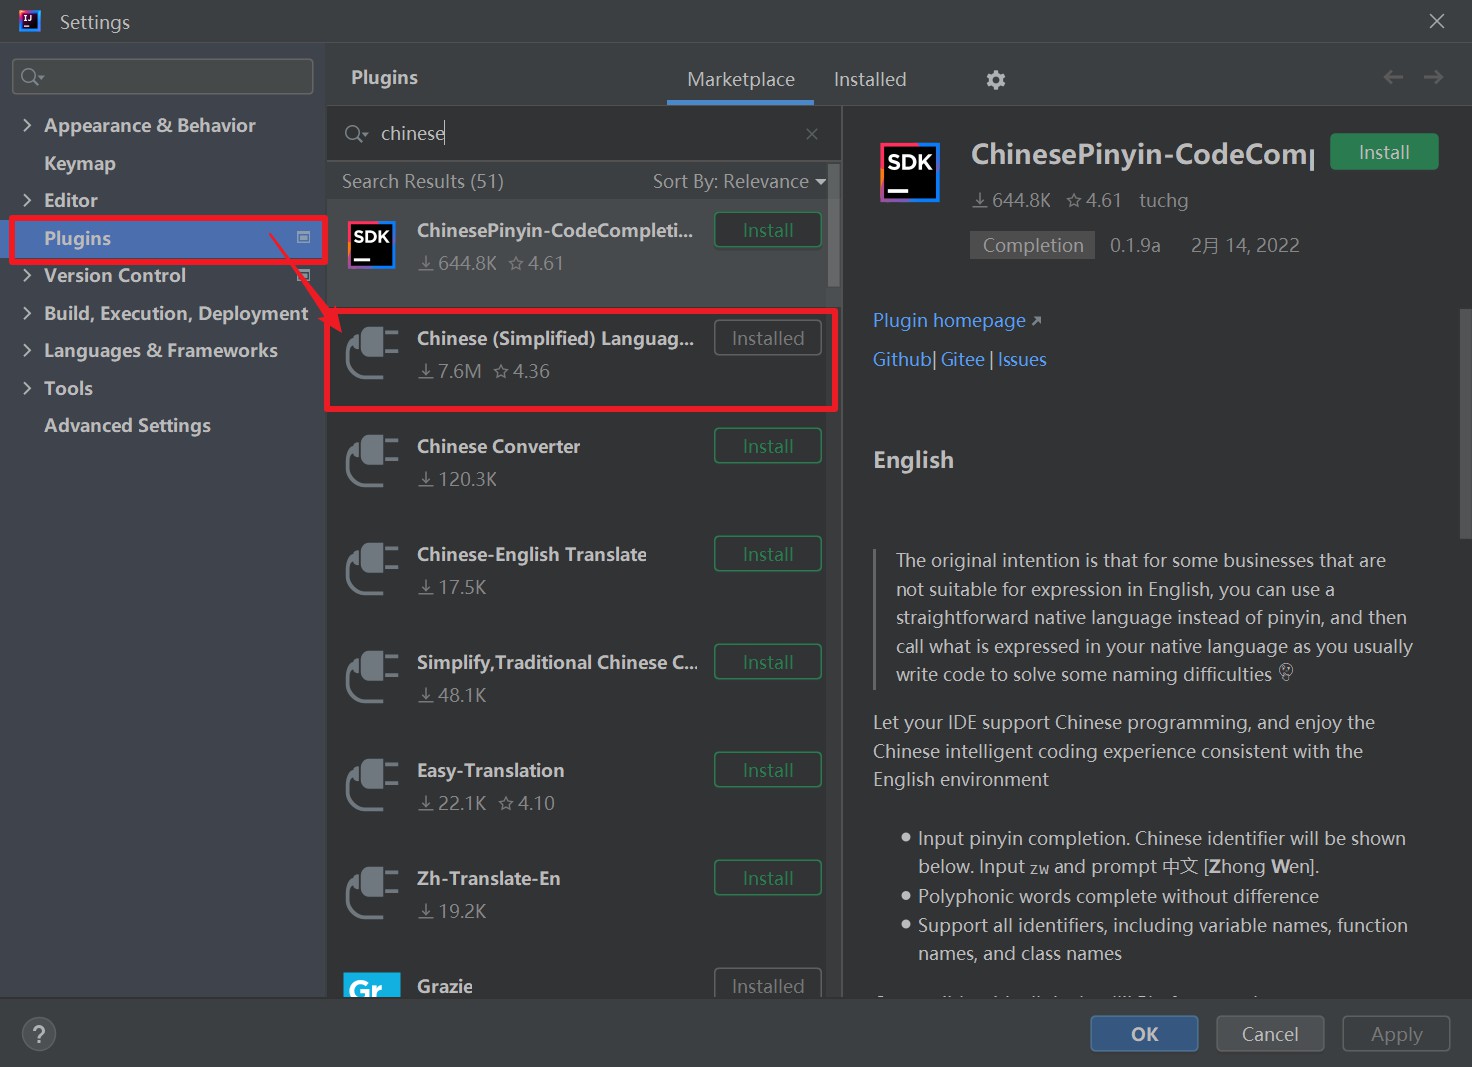 Settings
Appearance & Behavior
Keymap
Editor
Plugins
Version Control
Build, Execution, Deployment
Languages & Frameworks
Tools
Advanced Settings
Plugins
Marketplace
Installed
chinese
Search Results (51)
Sort By: Relevance
SDK
ChinesePinyin-CodeCompleti...
644.8K 4.61
Install
Chinese (Simplified) Languag...
7.6M 4.36
Installed
Chinese Converter
120.3K
Install
Chinese-English Translate
17.5K
Install
Simplify,Traditional Chinese C...
48.1K
Install
Easy-Translation
22.1K 4.10
Install
Zh-Translate-En
19.2K
Install
Gr
Grazie
Installed
SDK
ChinesePinyin-CodeComp
Install
644.8K 4.61 tuchg
Completion 0.1.9a 2月 14, 2022
Plugin homepage
Github| Gitee | Issues
English
The original intention is that for some businesses that are
not suitable for expression in English, you can use a
straightforward native language instead of pinyin, and then
call what is expressed in your native language as you usually
write code to solve some naming difficulties
Let your IDE support Chinese programming, and enjoy the
Chinese intelligent coding experience consistent with the
English environment
Input pinyin completion. Chinese identifier will be shown
below. Input zw and prompt 中文 [Zhong Wen].
Polyphonic words complete without difference
Support all identifiers, including variable names, function
names, and class names
?
OK
Cancel
Apply